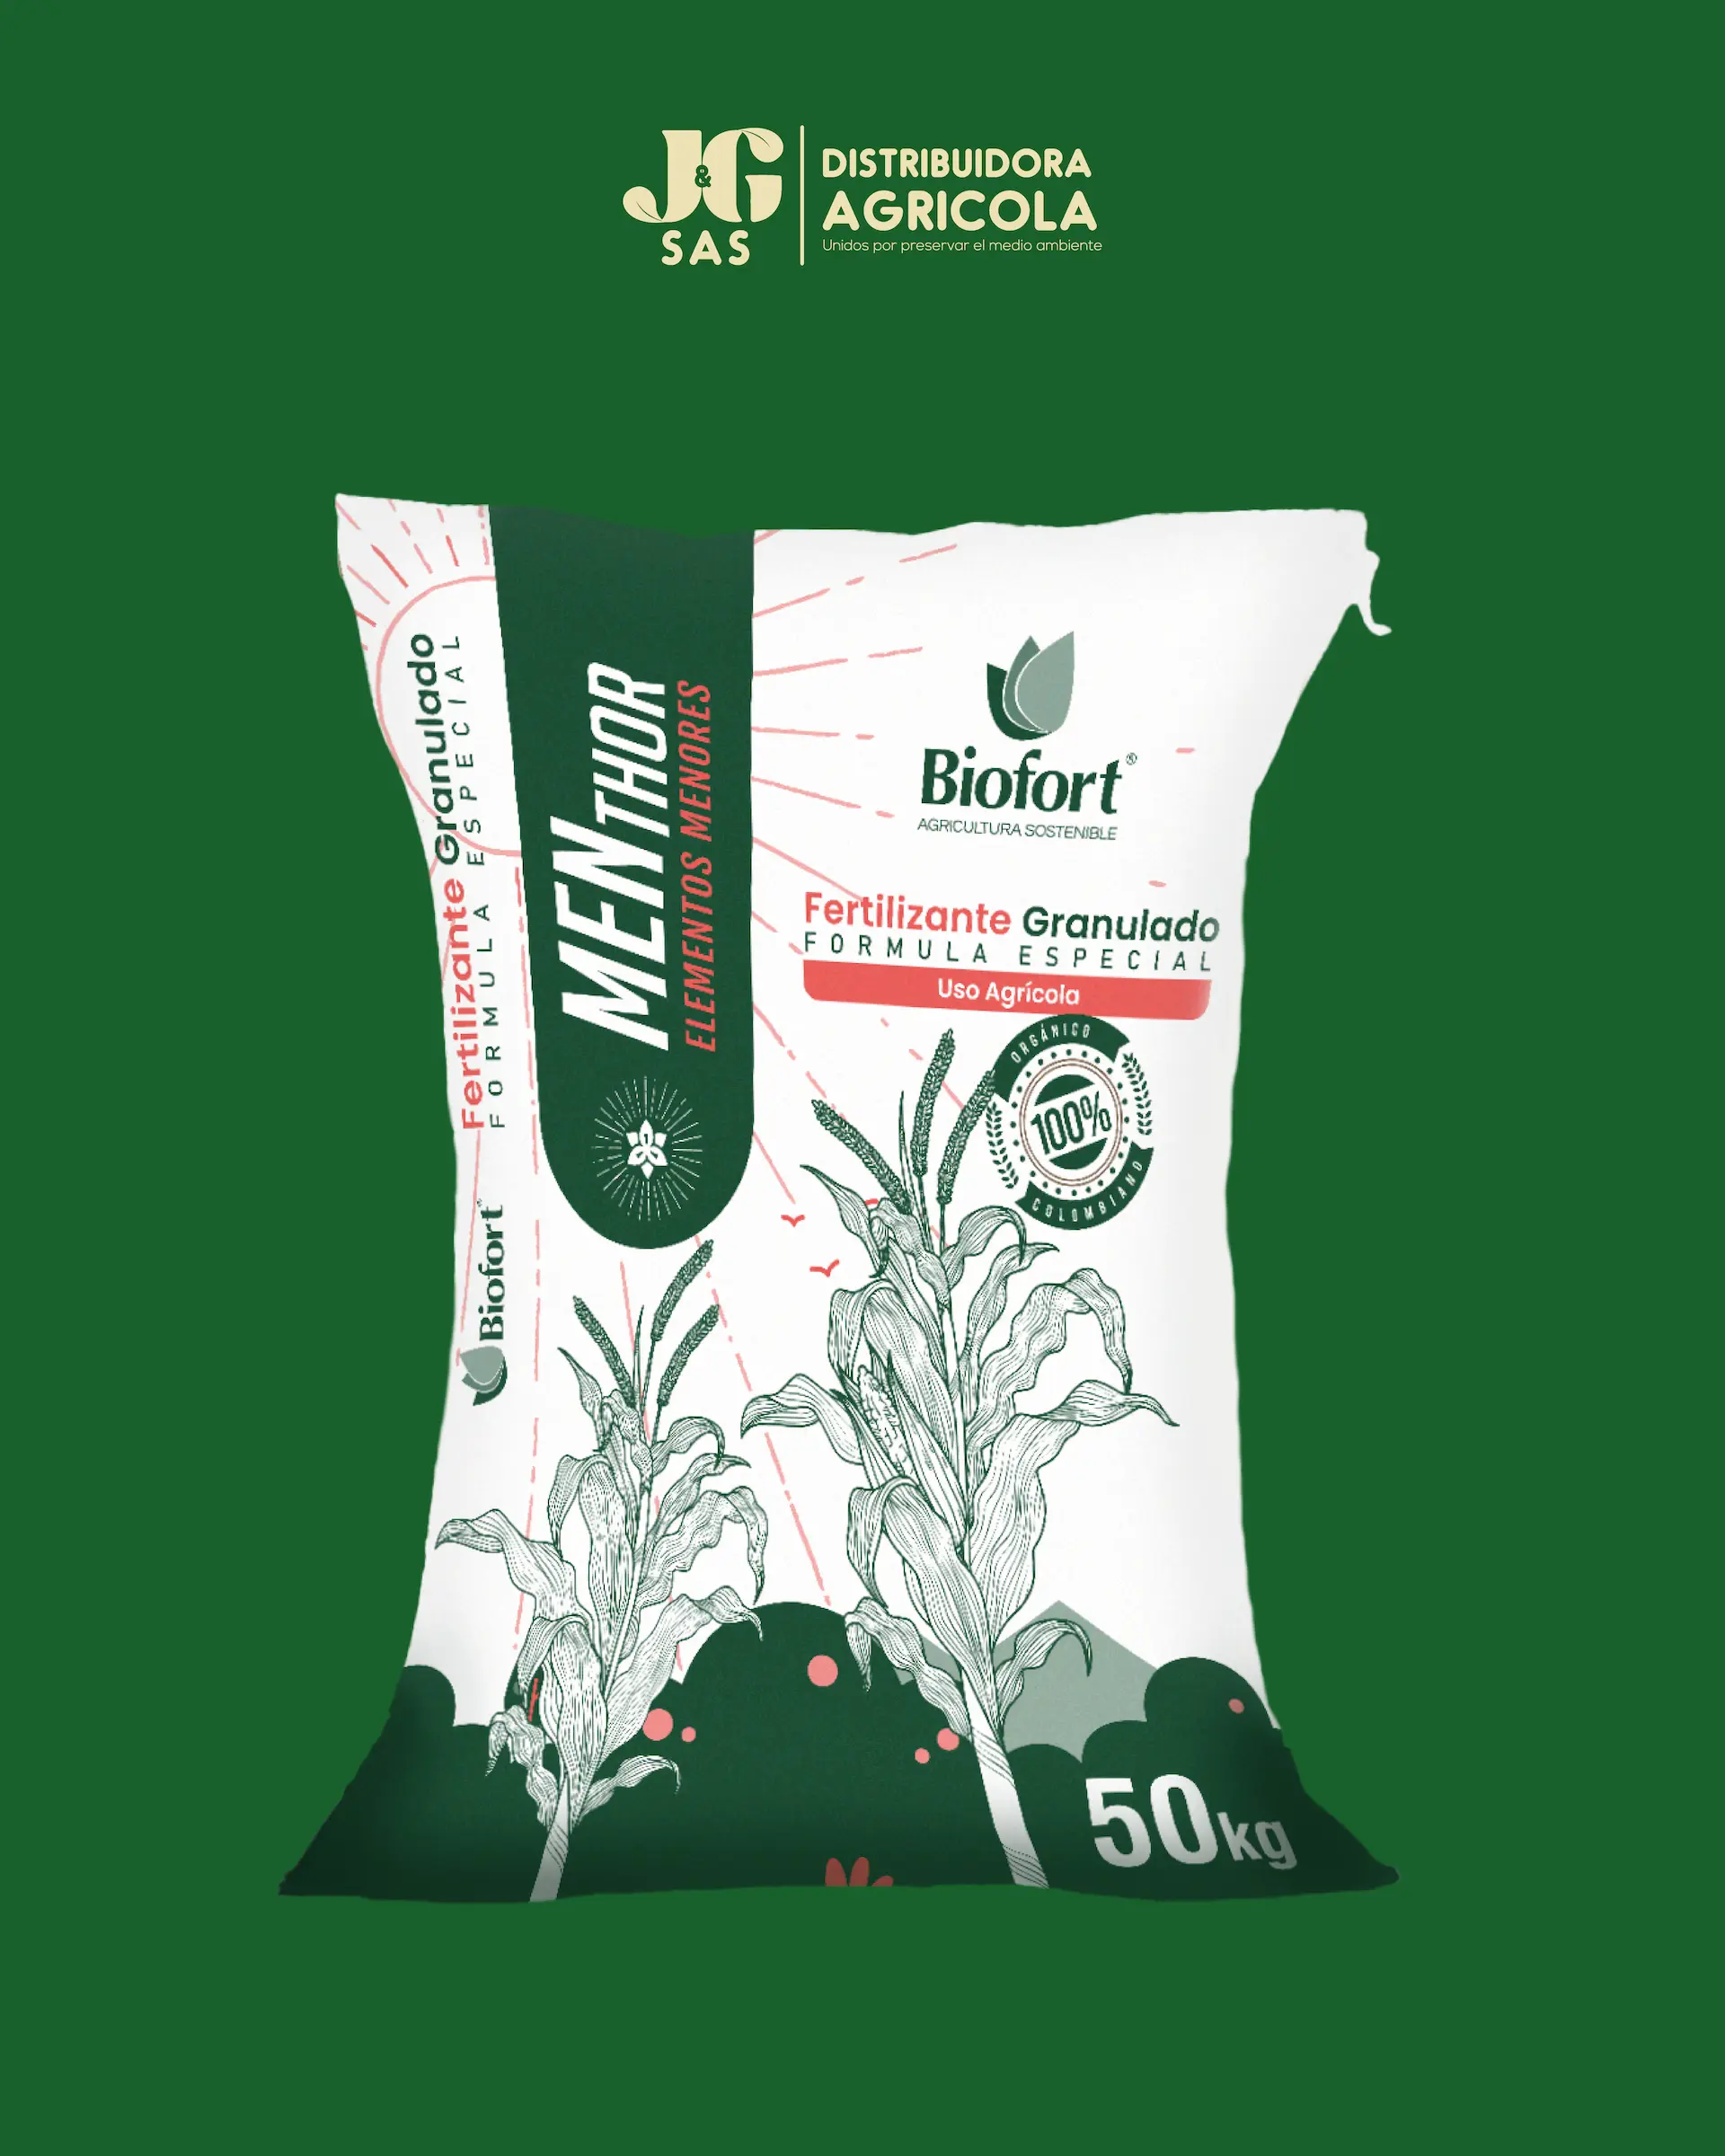 J&G
SAS
DISTRIBUIDORA
AGRICOLA
Unidos por preservar el medio ambiente
Fertilizante Granulado
FORMULA ESPECIAL
Biofort®
MENTHOR
ELEMENTOS MENORES
1
Biofort®
AGRICULTURA SOSTENIBLE
Fertilizante Granulado
FORMULA ESPECIAL
Uso Agrícola
ORGÁNICO
100%
COLOMBIANO
50kg